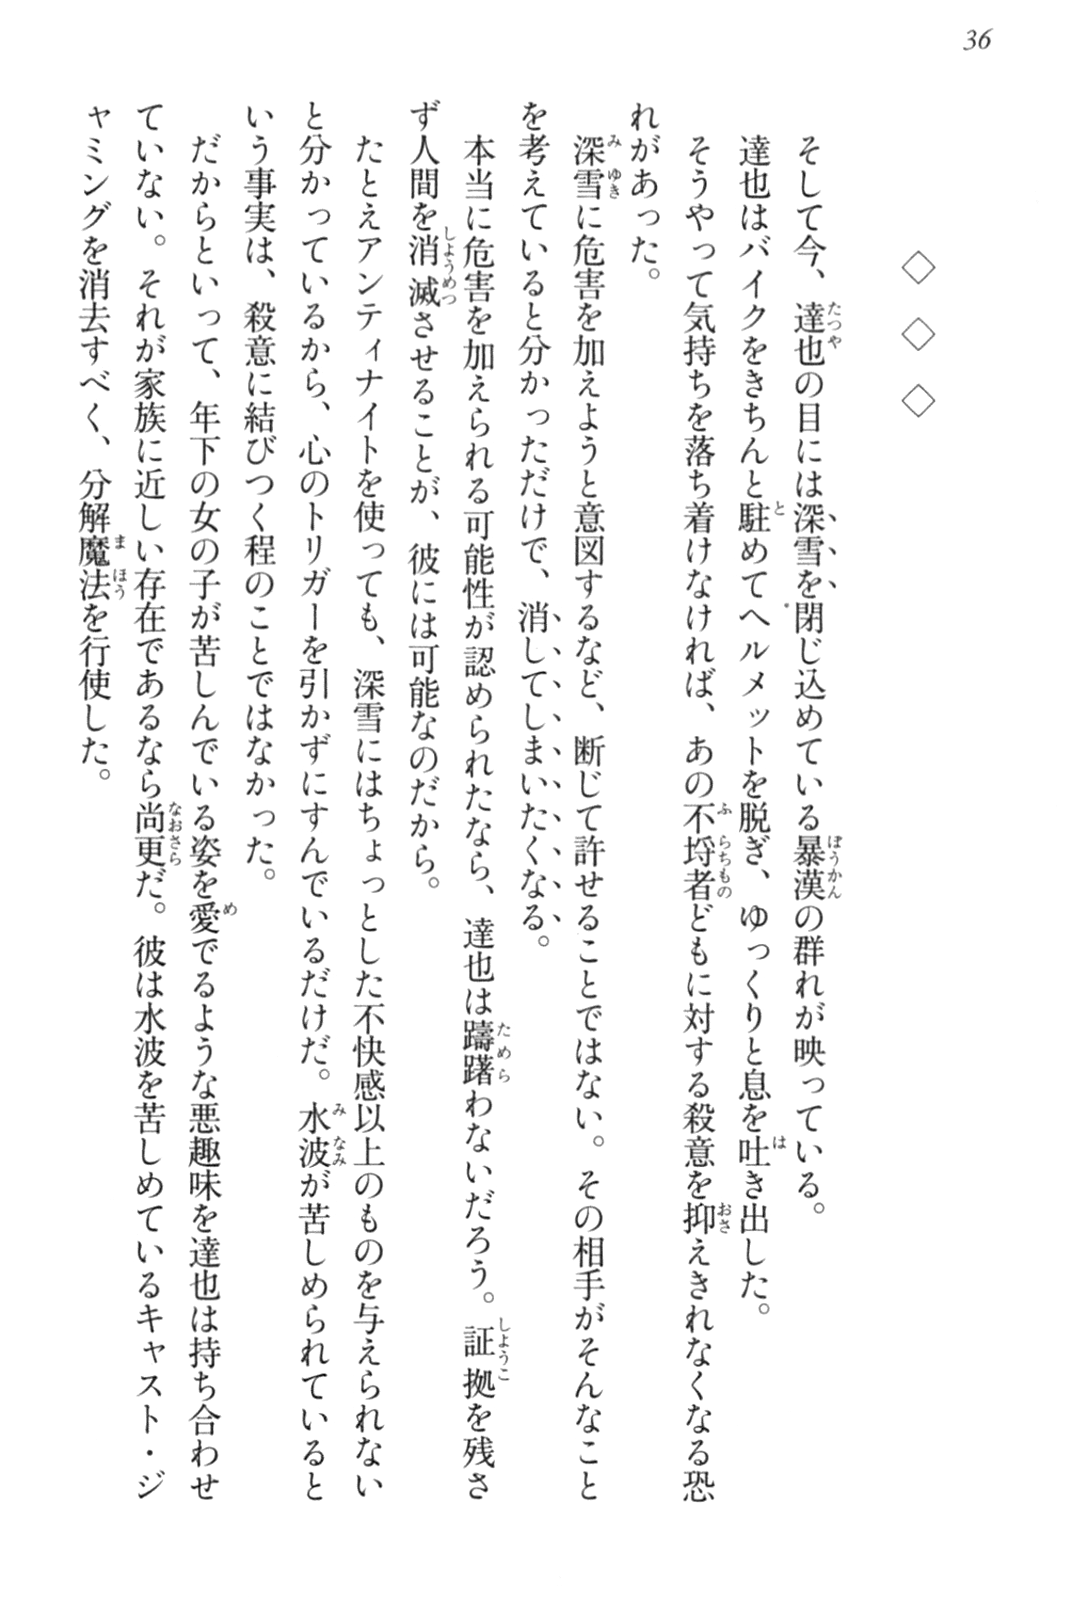 36
◇ ◇ ◇
そして今、達也の目には深雪を閉じ込めている暴漢の群れが映っている。
達也はバイクをきちんと駐めてヘルメットを脱ぎ、ゆっくりと息を吐き出した。
そうやって気持ちを落ち着けなければ、あの不埒者どもに対する殺意を抑えきれなくなる恐
れがあった。
深雪に危害を加えようと意図するなど、断じて許せることではない。その相手がそんなこと
を考えていると分かっただけで、消してしまいたくなる。
本当に危害を加えられる可能性が認められたなら、達也は躊躇わないだろう。証拠を残さ
ず人間を消滅させることが、彼には可能なのだから。
たとえアンティナイトを使っても、深雪にはちょっとした不快感以上のものを与えられない
と分かっているから、心のトリガーを引かずにすんでいるだけだ。水波が苦しめられていると
いう事実は、殺意に結びつく程のことではなかった。
だからといって、年下の女の子が苦しんでいる姿を愛でるような悪趣味を達也は持ち合わせ
ていない。それが家族に近しい存在であるなら尚更だ。彼は水波を苦しめているキャスト・ジ
ャミングを消去すべく、分解魔法を行使した。